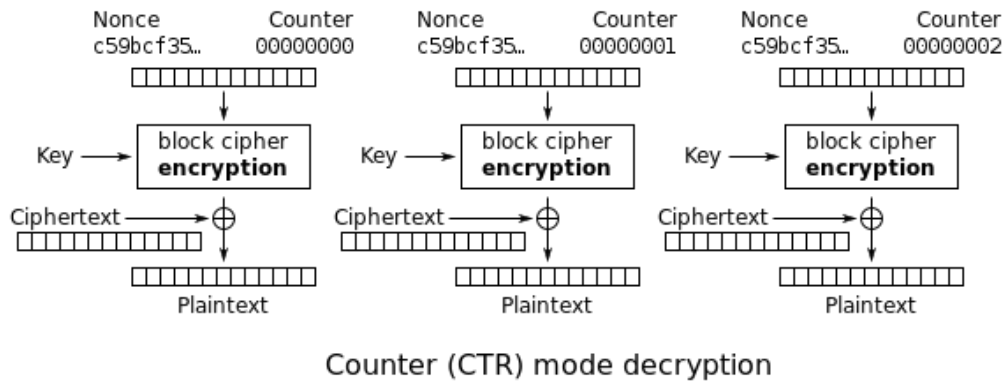 Nonce Counter Nonce Counter Nonce Counter
c59bcf35… 00000000 c59bcf35… 00000001 c59bcf35… 00000002
block cipher block cipher block cipher
Key Key Key
encryption encryption encryption
Ciphertext Ciphertext Ciphertext
Plaintext Plaintext Plaintext
Counter (CTR) mode decryption